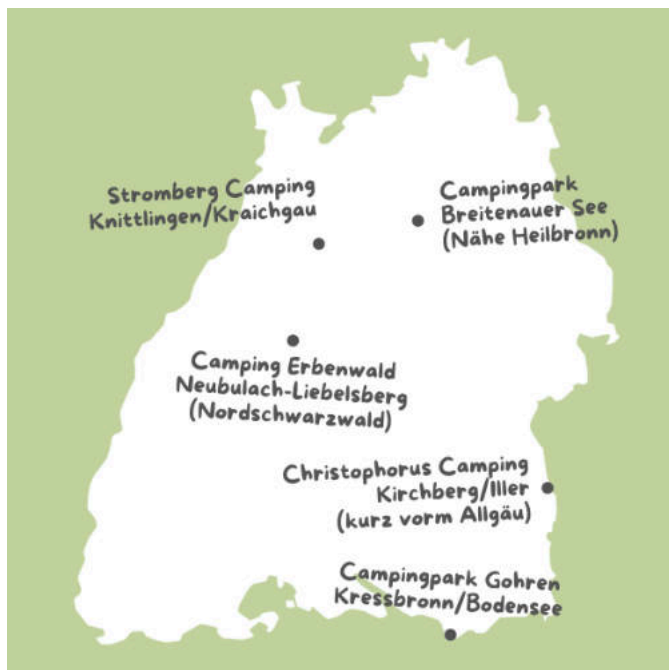 Stromberg Camping
Knittlingen/Kraichgau
Campingpark
Breitenauer See
(Nähe Heilbronn)
Camping Erbenwald
Neubulach-Liebelsberg
(Nordschwarzwald)
Christophorus Camping
Kirchberg/Iller
(kurz vorm Allgäu)
Campingpark Gohren
Kressbronn/Bodensee